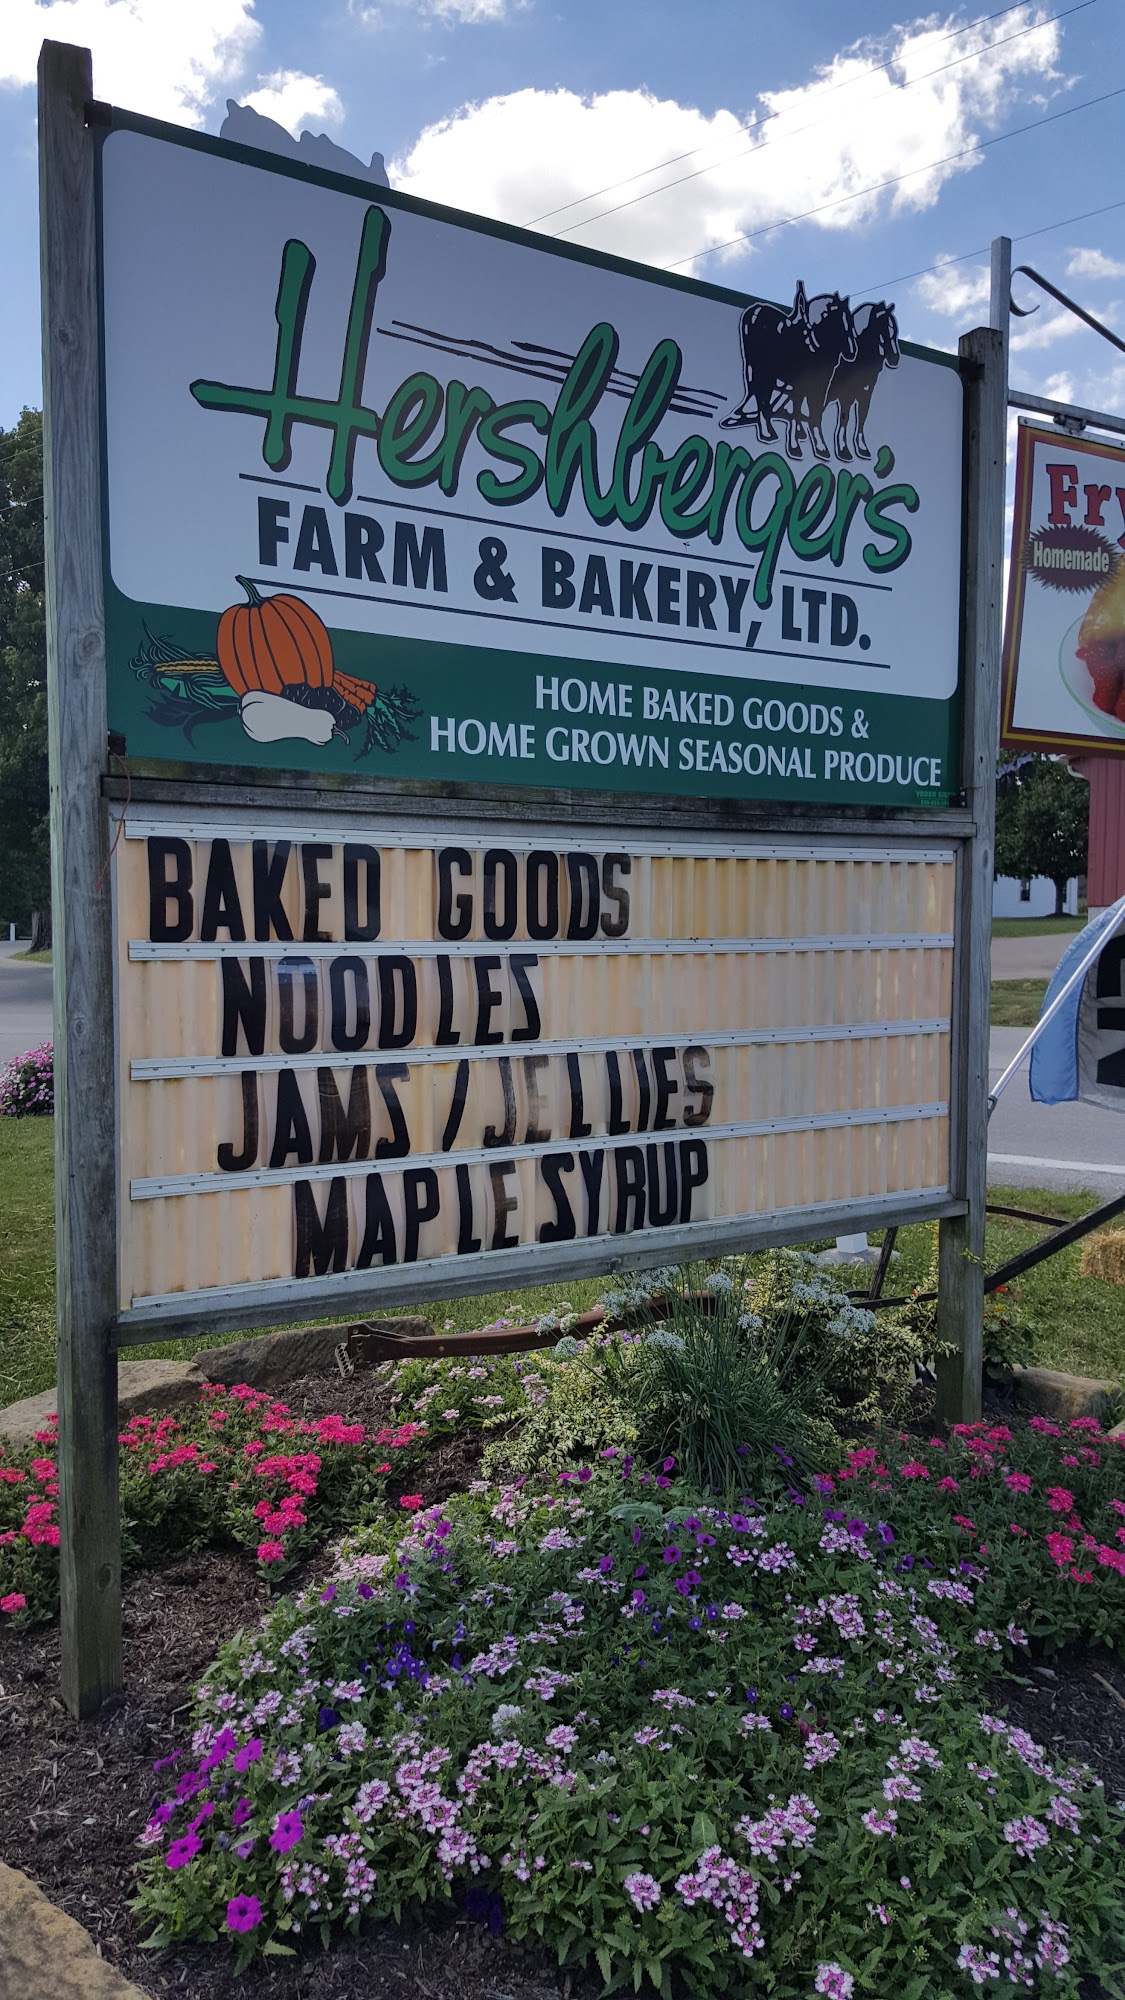 Hershberger's
FARM & BAKERY, LTD.
HOME BAKED GOODS &
HOME GROWN SEASONAL PRODUCE
BAKED GOODS
NOODLES
JAMS / JELLIES
MAPLE SYRUP
Fry
Homemade